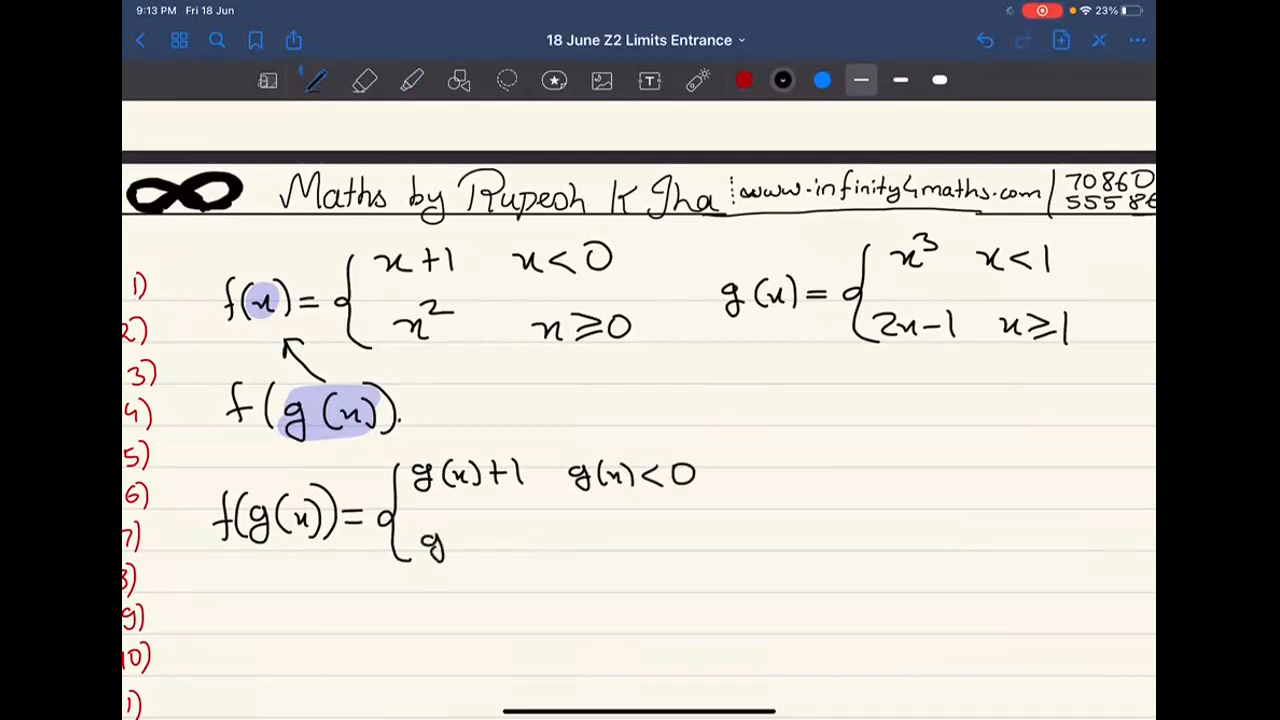 9:13 PM Fri 18 Jun 23%
18 June Z2 Limits Entrance
Maths by Rupesh K Jha www.infinity4maths.com 70860
5558
1) f(x) = { x+1 x<0 g(x) = { x³ x<1
2) x² x≥0 2x-1 x≥1
3)
4) f(g(x)).
5) f(g(x)) = { g(x)+1 g(x)<0
6)
7) g
8)
9)
10)
1)